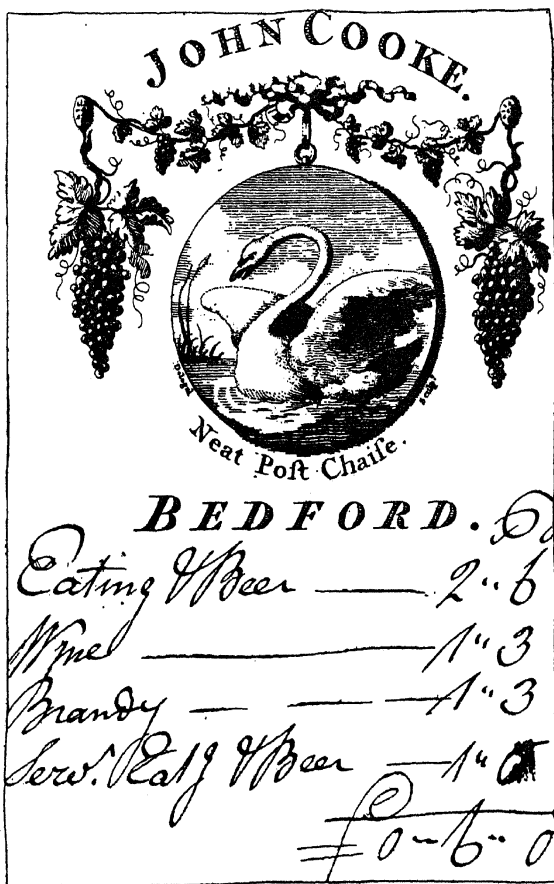 JOHN COOKE.
Neat Poſt Chaiſe.
BEDFORD.
Eating & Beer — 2 " 6
Wine — 1 " 3
Brandy — — — 1 " 3
Serv.ᵗ Eatg & Beer — 1 "
£0 " 6 " 0